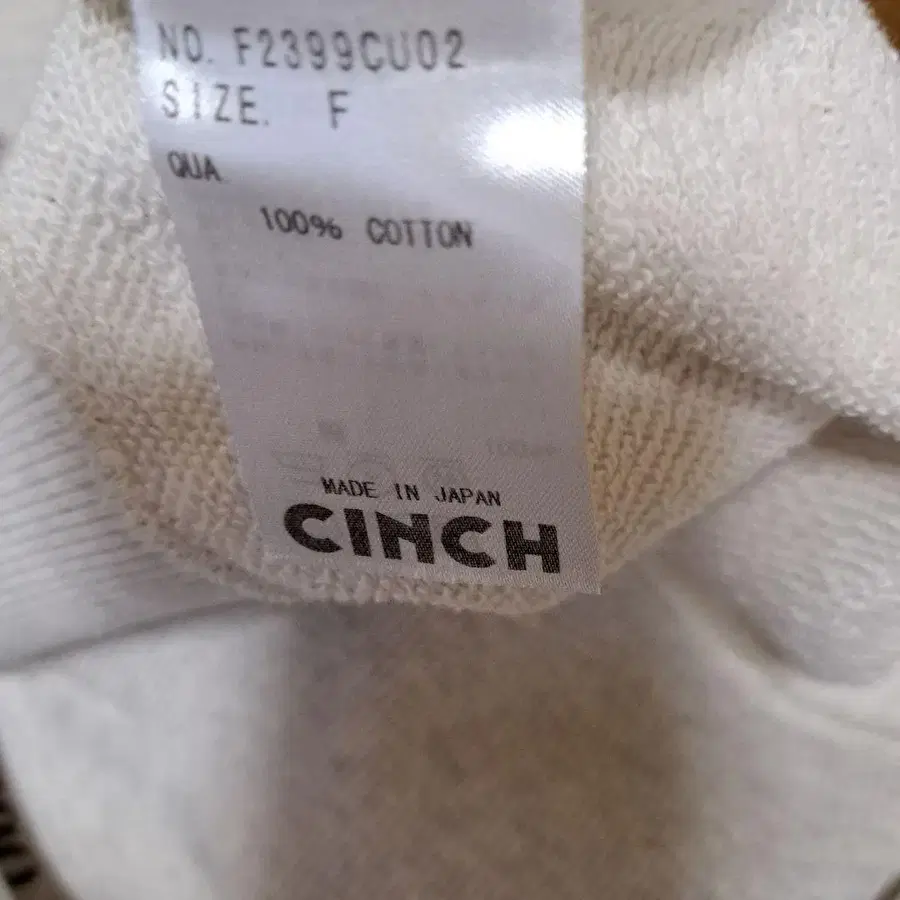 NO. F2399CU02
SIZE. F
QUA
100% COTTON
MADE IN JAPAN
CINCH